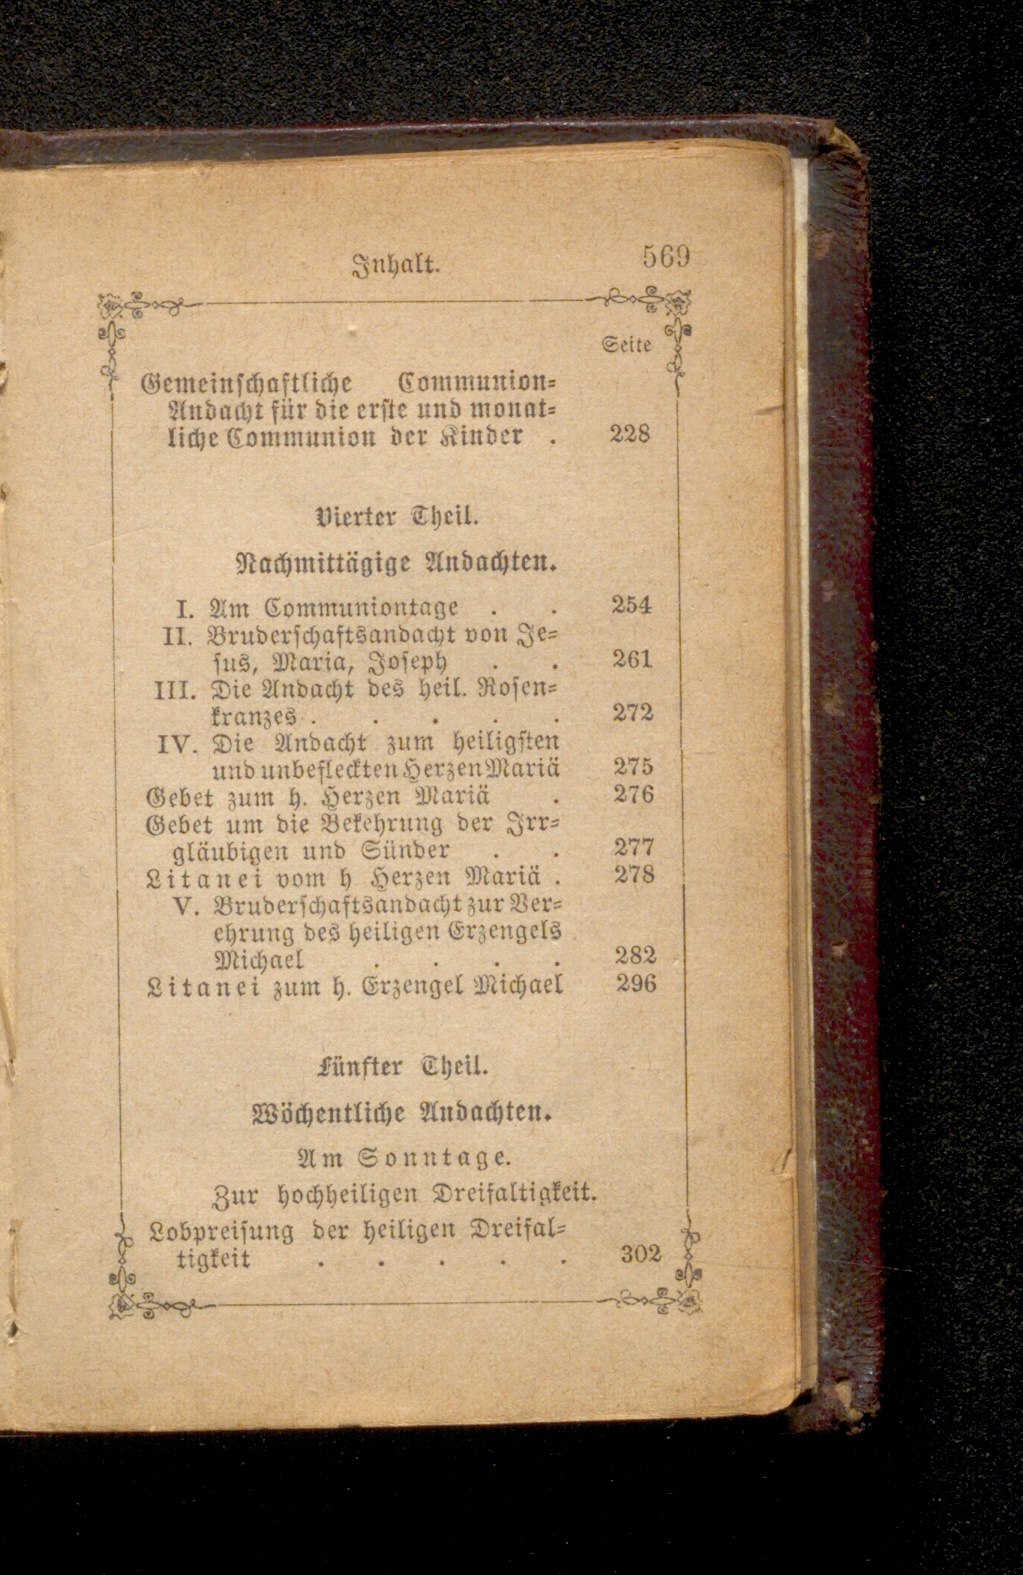 Inhalt. 569
Seite
Gemeinschaftliche Communion-
Andacht für die erste und monat-
liche Communion der Kinder . 228
Vierter Theil.
Nachmittägige Andachten.
I. Am Communiontage . . 254
II. Bruderschaftsandacht von Je-
sus, Maria, Joseph . . 261
III. Die Andacht des heil. Rosen-
kranzes . . . . . 272
IV. Die Andacht zum heiligsten
und unbefleckten Herzen Mariä 275
Gebet zum h. Herzen Mariä . 276
Gebet um die Bekehrung der Irr-
gläubigen und Sünder . . 277
Litanei vom h Herzen Mariä . 278
V. Bruderschaftsandacht zur Ver-
ehrung des heiligen Erzengels
Michael . . . . 282
Litanei zum h. Erzengel Michael 296
Fünfter Theil.
Wöchentliche Andachten.
Am Sonntage.
Zur hochheiligen Dreifaltigkeit.
Lobpreisung der heiligen Dreifal-
tigkeit . . . . . 302